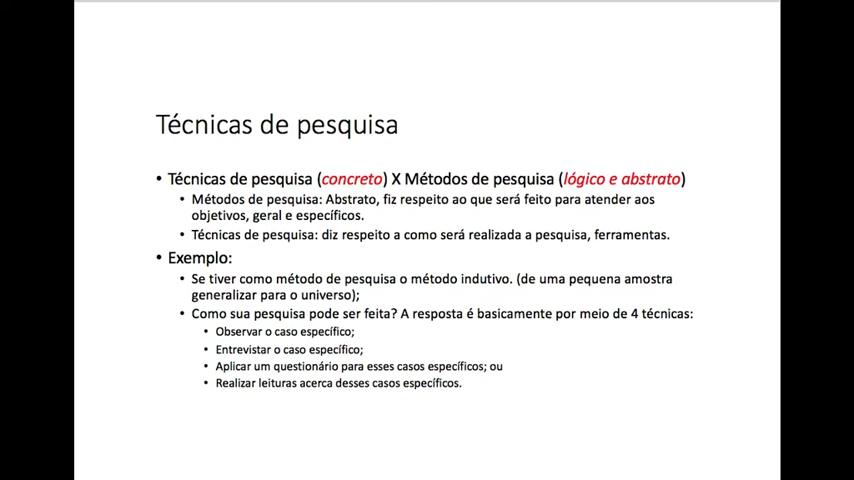 Técnicas de pesquisa
• Técnicas de pesquisa (concreto) X Métodos de pesquisa (lógico e abstrato)
• Métodos de pesquisa: Abstrato, fiz respeito ao que será feito para atender aos
objetivos, geral e específicos.
• Técnicas de pesquisa: diz respeito a como será realizada a pesquisa, ferramentas.
• Exemplo:
• Se tiver como método de pesquisa o método indutivo. (de uma pequena amostra
generalizar para o universo);
• Como sua pesquisa pode ser feita? A resposta é basicamente por meio de 4 técnicas:
• Observar o caso específico;
• Entrevistar o caso específico;
• Aplicar um questionário para esses casos específicos; ou
• Realizar leituras acerca desses casos específicos.